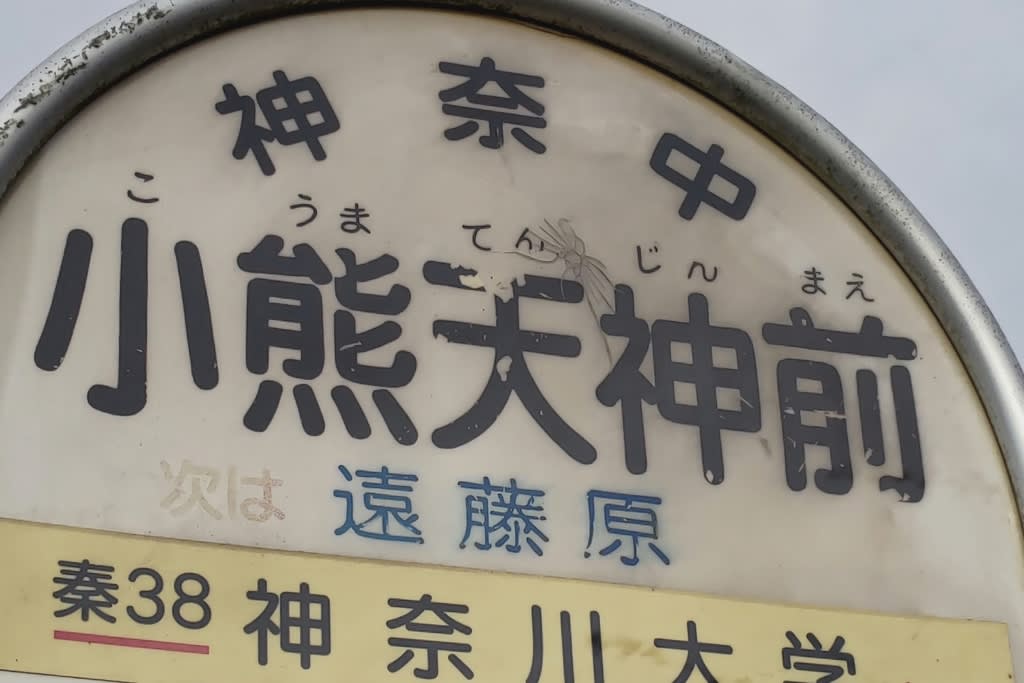 神奈中
こ うま てんじん まえ
小熊天神前
次は 遠藤原
秦38 神奈川大学